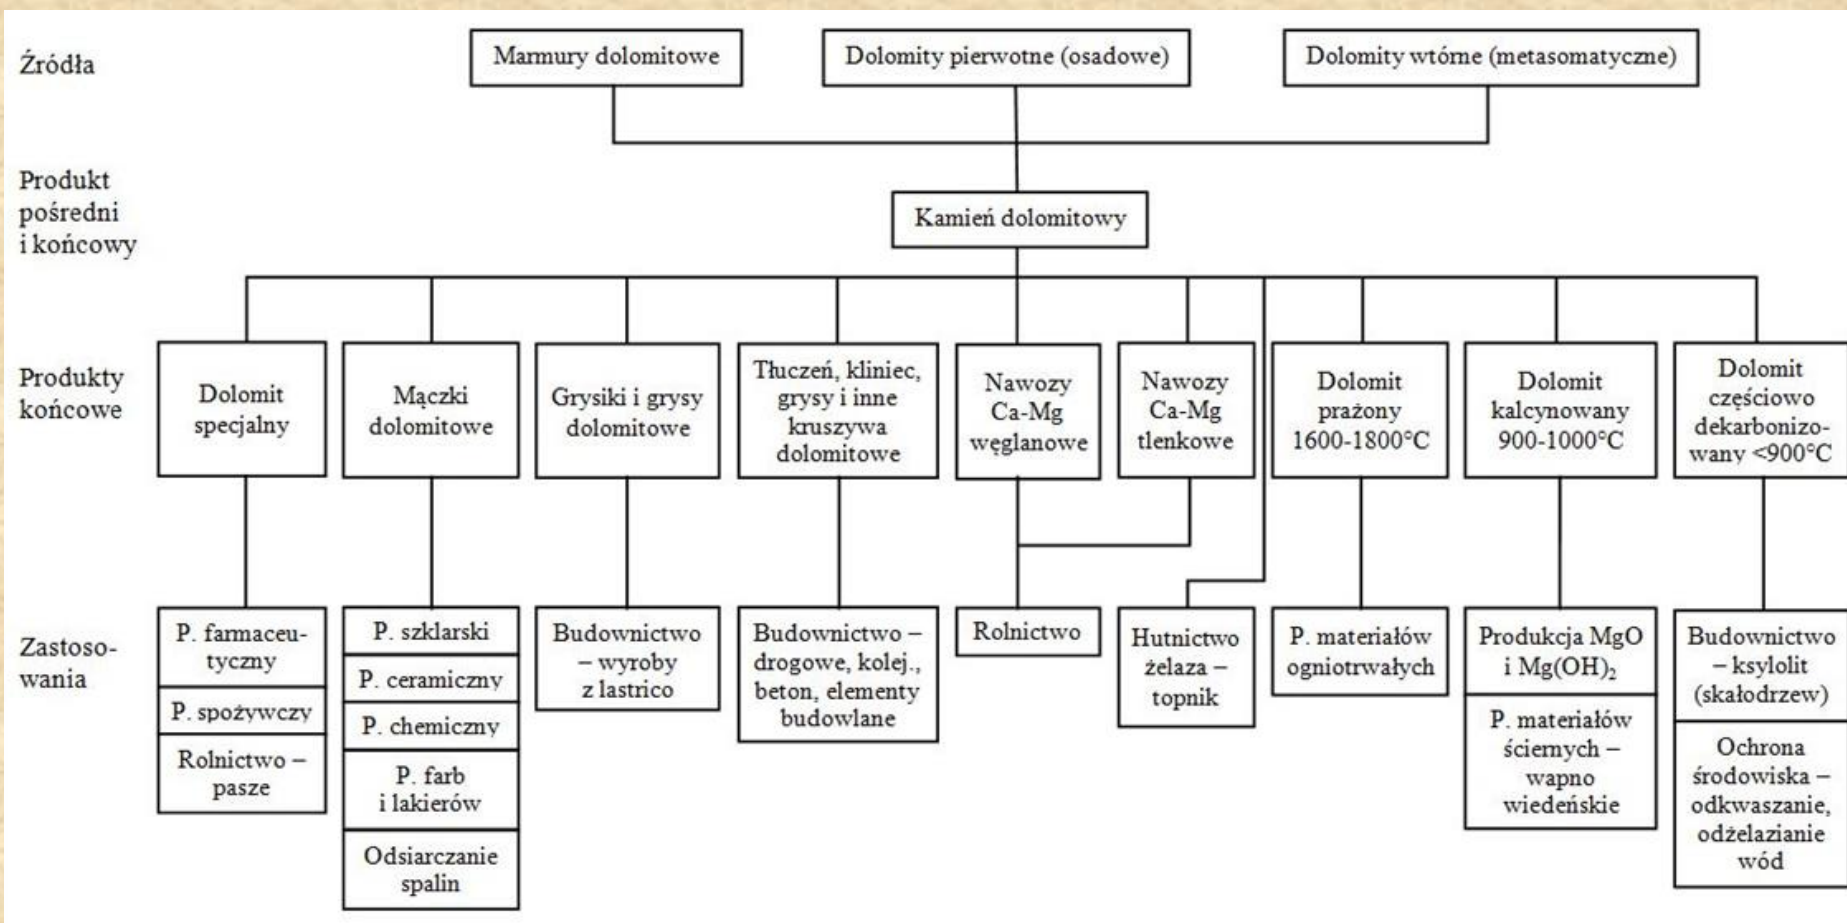 Źródła
Marmury dolomitowe
Dolomity pierwotne (osadowe)
Dolomity wtórne (metasomatyczne)
Produkt
pośredni
i końcowy
Kamień dolomitowy
Produkty
końcowe
Dolomit
specjalny
Mączki
dolomitowe
Grysiki i grysy
dolomitowe
Tłuczeń, kliniec,
grysy i inne
kruszywa
dolomitowe
Nawozy
Ca-Mg
węglanowe
Nawozy
Ca-Mg
tlenkowe
Dolomit
prażony
1600-1800°C
Dolomit
kalcynowany
900-1000°C
Dolomit
częściowo
dekarbonizo-
wany <900°C
Zastoso-
wania
P. farmaceu-
tyczny
P. spożywczy
Rolnictwo –
pasze
P. szklarski
P. ceramiczny
P. chemiczny
P. farb
i lakierów
Odsiarczanie
spalin
Budownictwo
– wyroby
z lastrico
Budownictwo –
drogowe, kolej.,
beton, elementy
budowlane
Rolnictwo
Hutnictwo
żelaza –
topnik
P. materiałów
ogniotrwałych
Produkcja MgO
i Mg(OH)₂
P. materiałów
ściernych –
wapno
wiedeńskie
Budownictwo
– ksylolit
(skałodrzew)
Ochrona
środowiska –
odkwaszanie,
odżelazianie
wód